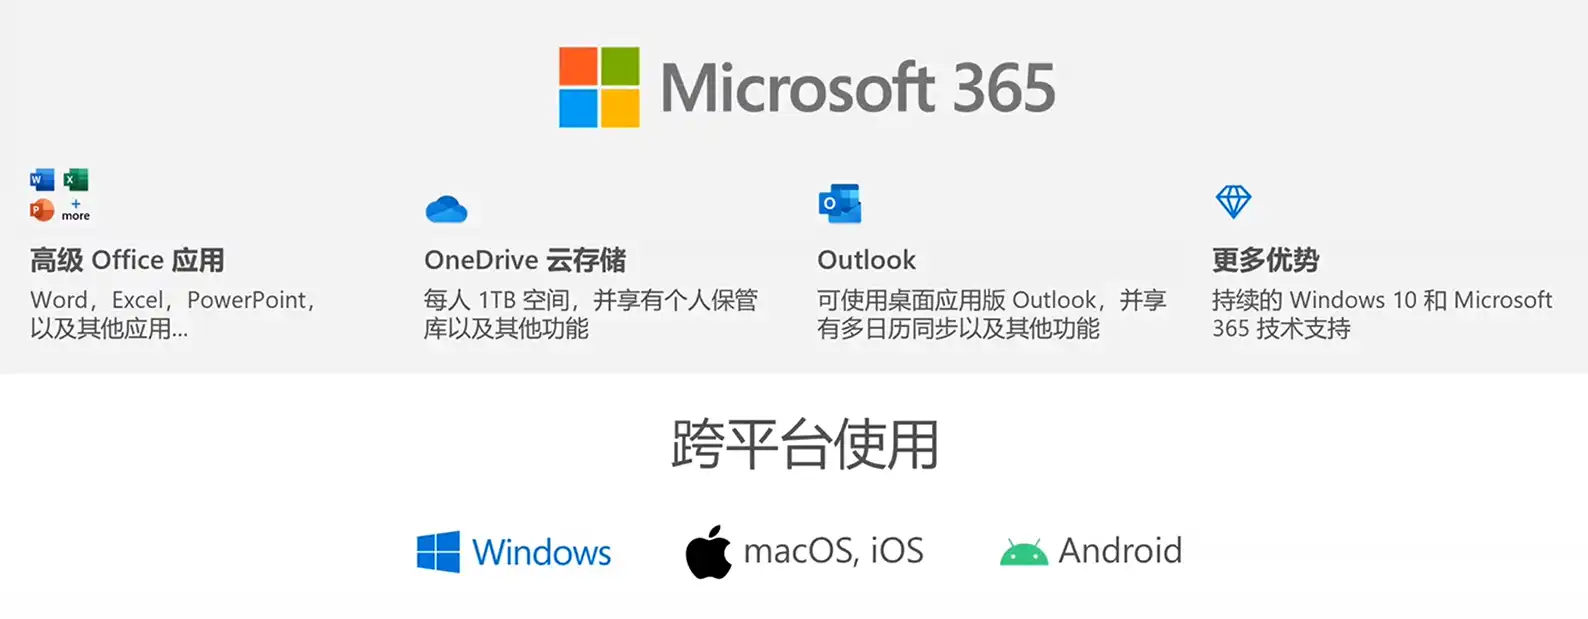 Microsoft 365
W X
P + more
高级 Office 应用
Word，Excel，PowerPoint，
以及其他应用...
OneDrive 云存储
每人 1TB 空间，并享有个人保管
库以及其他功能
O
Outlook
可使用桌面应用版 Outlook，并享
有多日历同步以及其他功能
更多优势
持续的 Windows 10 和 Microsoft
365 技术支持
跨平台使用
Windows
macOS, iOS
Android